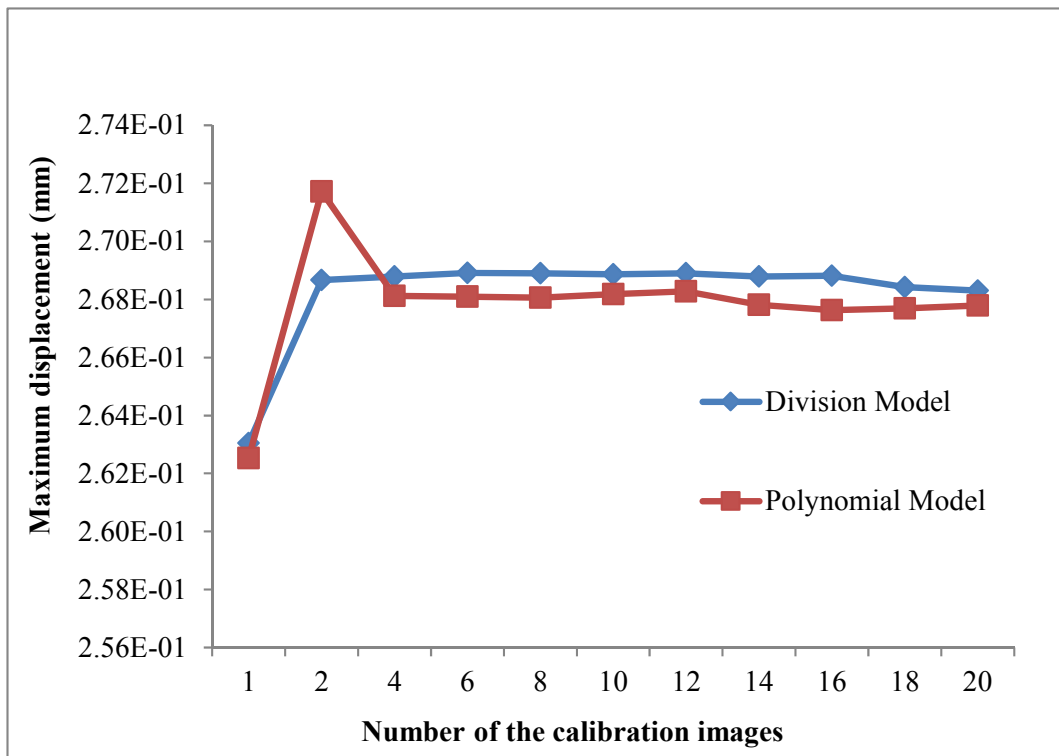 Maximum displacement (mm)
2.74E-01
2.72E-01
2.70E-01
2.68E-01
2.66E-01
2.64E-01
2.62E-01
2.60E-01
2.58E-01
2.56E-01
Division Model
Polynomial Model
1 2 4 6 8 10 12 14 16 18 20
Number of the calibration images